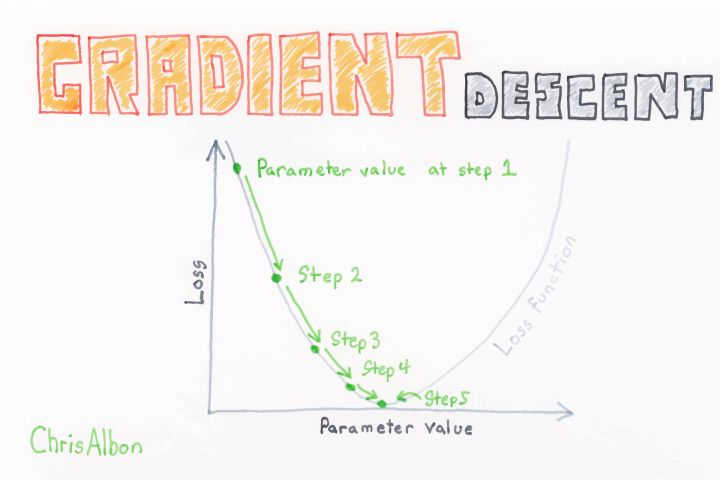 GRADIENT DESCENT
Parameter value at step 1
Step 2
Step 3
Step 4
Step 5
Loss
Loss Function
Parameter Value
ChrisAlbon